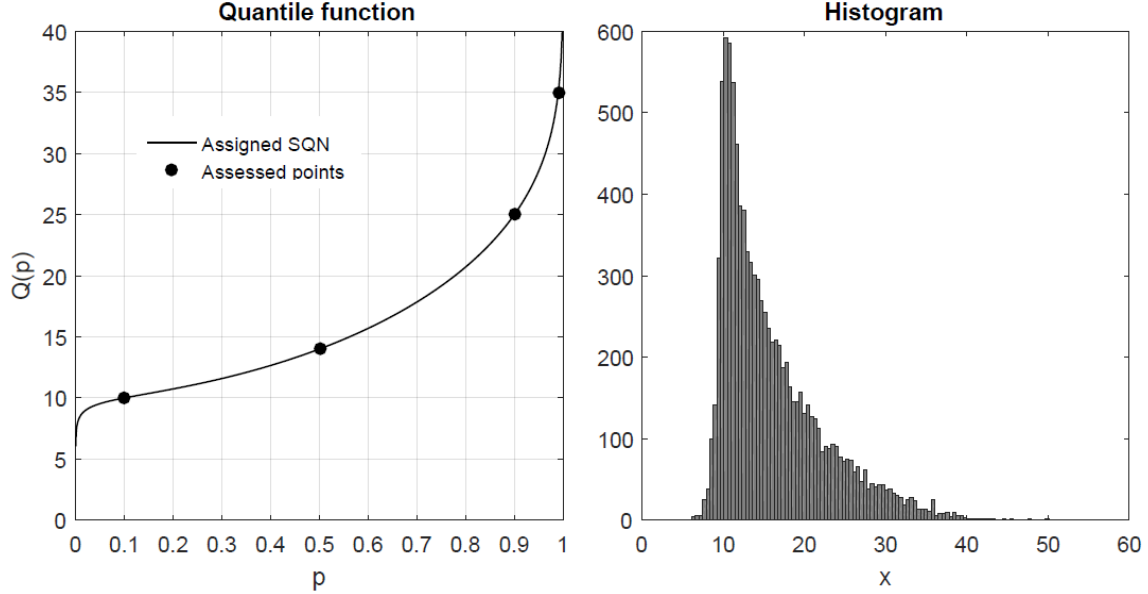 Quantile function
40
35
30
25
20
15
10
5
0
Q(p)
Assigned SQN
Assessed points
0 0.1 0.2 0.3 0.4 0.5 0.6 0.7 0.8 0.9 1
p
Histogram
600
500
400
300
200
100
0
0 10 20 30 40 50 60
x